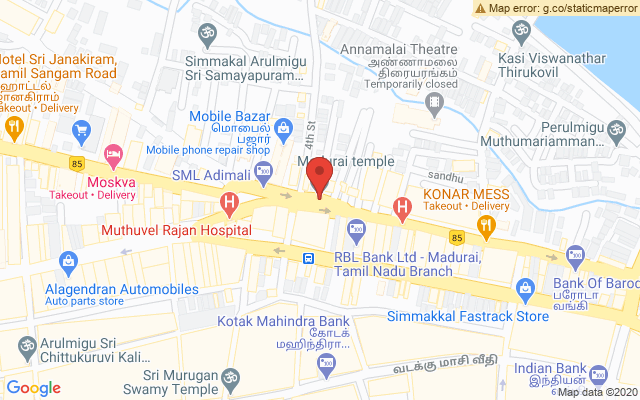 Map error: g.co/staticmaperror
Simmakal Arulmigu
Sri Samayapuram...
Annamalai Theatre
அண்ணாமலை
திரையரங்கம்
Temporarily closed
Kasi Viswanathar
Thirukovil
Hotel Sri Janakiram,
Tamil Sangam Road
Takeout • Delivery
Mobile Bazar
மொபைல்
பஜார்
Mobile phone repair shop
4th St
Perumigu
Muthumariamman...
85
Moskva
Takeout • Delivery
SML Adimali
Madurai temple
sandhu
KONAR MESS
Takeout • Delivery
Muthuvel Rajan Hospital
85
RBL Bank Ltd - Madurai,
Tamil Nadu Branch
Bank Of Barod
பரோடா
வங்கி
Alagendran Automobiles
Auto parts store
Simmakkal Fastrack Store
Kotak Mahindra Bank
கோடக்
மஹிந்திரா...
Arulmigu Sri
Chittukuruvi Kali...
வடக்கு மாசி வீதி
Sri Murugan
Swamy Temple
Indian Bank
இந்தியன்
Google
Map data ©2020